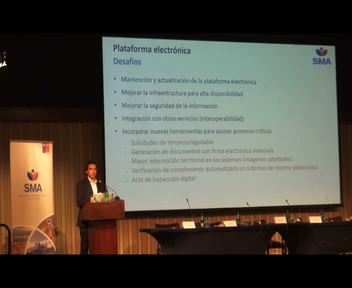 Plataforma electrónica
Desafíos
SMA
• Mantención y actualización de la plataforma electrónica
• Mejorar la infraestructura para alta disponibilidad
• Mejorar la seguridad de la información
• Integración con otros servicios (interoperabilidad)
• Incorporar nuevas herramientas para apoyar procesos críticos:
- Solicitudes de terceros/regulados
- Generación de documentos con firma electrónica avanzada
- Mayor información territorial en los sistemas (imágenes satelitales)
- Verificación de cumplimiento automatizado en sistemas de reporte electrónico
- Acta de inspección digital
SMA